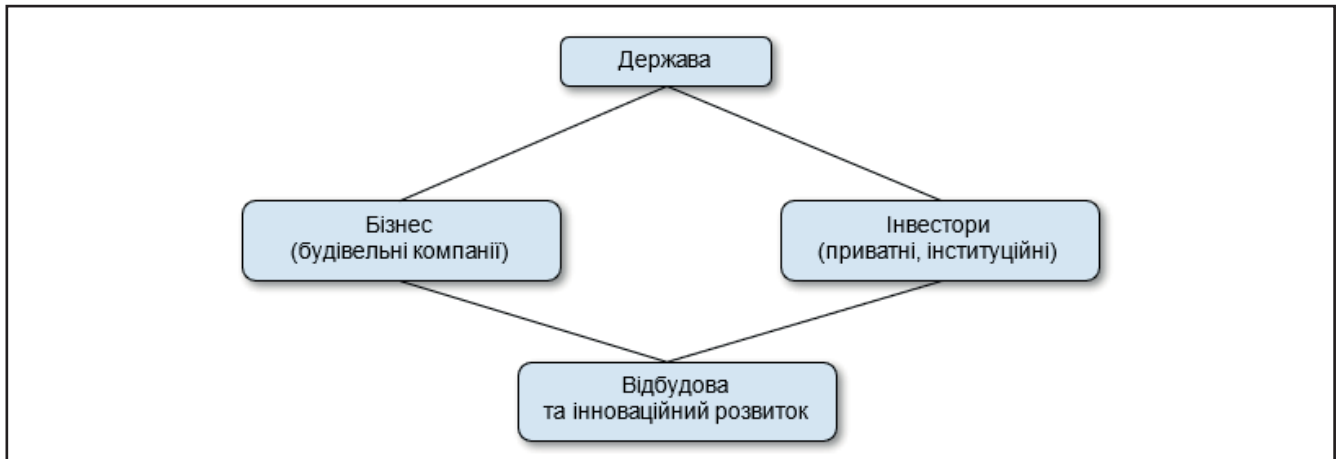 Держава
Бізнес
(будівельні компанії)
Інвестори
(приватні, інституційні)
Відбудова
та інноваційний розвиток